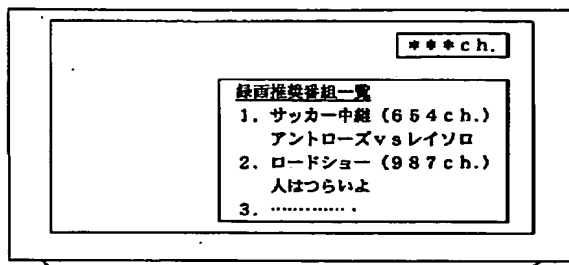 ＊＊＊ｃｈ．
録画推奨番組一覧
１．サッカー中継（６５４ｃｈ．）
アントローズｖｓレイソロ
２．ロードショー（９８７ｃｈ．）
人はつらいよ
３．…………．